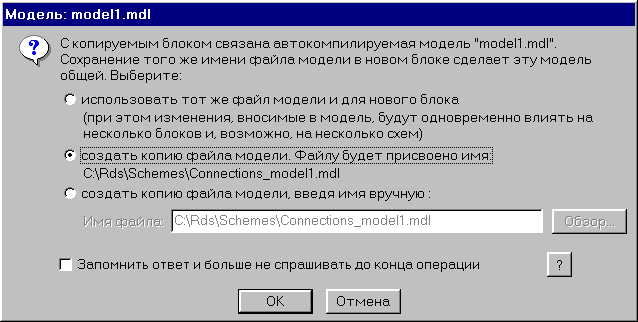 Модель: model1.mdl
С копируемым блоком связана автокомпилируемая модель "model1.mdl".
Сохранение того же имени файла модели в новом блоке сделает эту модель
общей. Выберите:
использовать тот же файл модели и для нового блока
(при этом изменения, вносимые в модель, будут одновременно влиять на
несколько блоков и, возможно, на несколько схем)
создать копию файла модели. Файлу будет присвоено имя:
C:\Rds\Schemes\Connections_model1.mdl
создать копию файла модели, введя имя вручную :
Имя файла: C:\Rds\Schemes\Connections_model1.mdl Обзор...
Запомнить ответ и больше не спрашивать до конца операции ?
OK Отмена